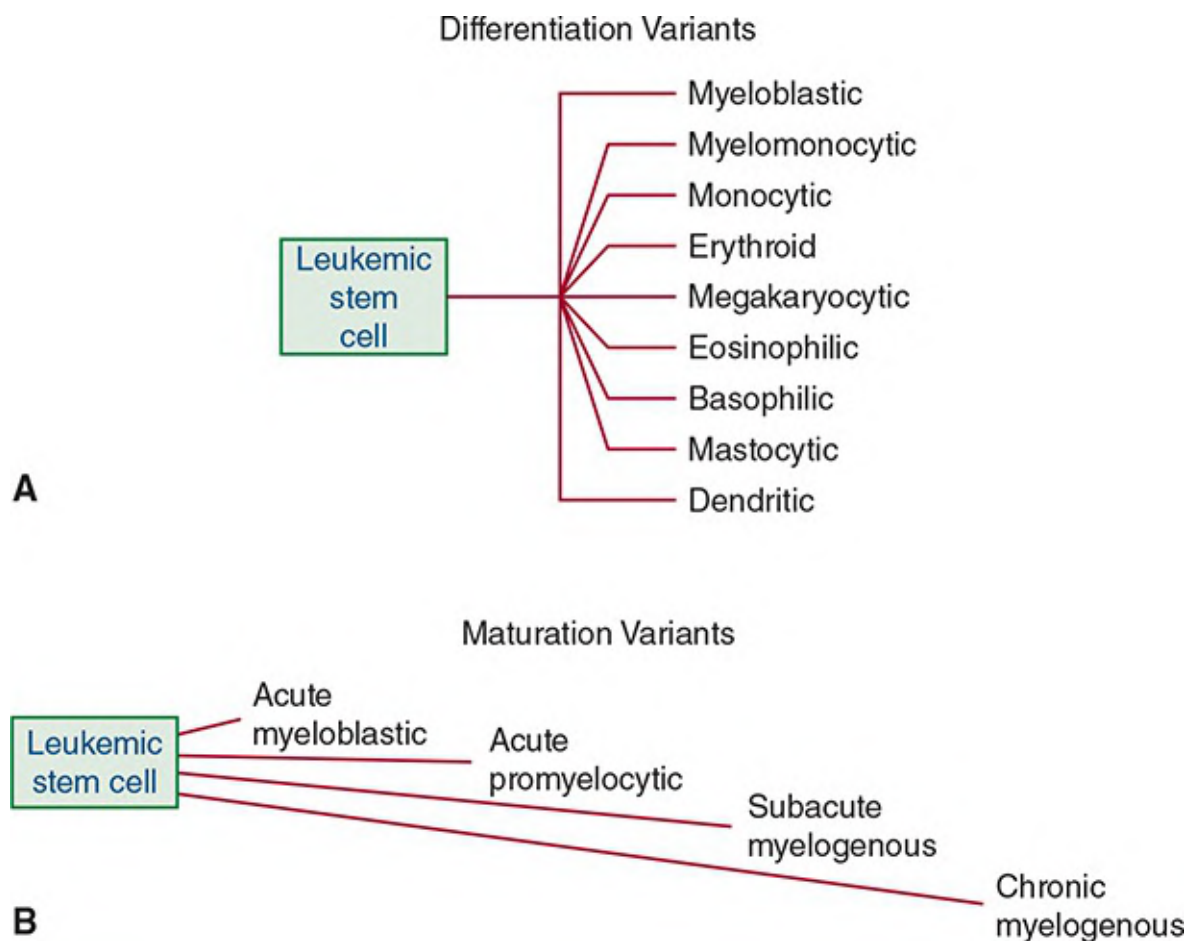 Differentiation Variants
Myeloblastic
Myelomonocytic
Monocytic
Erythroid
Leukemic
stem
cell
Megakaryocytic
Eosinophilic
Basophilic
Mastocytic
Dendritic
A
Maturation Variants
Leukemic
stem cell
Acute
myeloblastic
Acute
promyelocytic
Subacute
myelogenous
Chronic
myelogenous
B